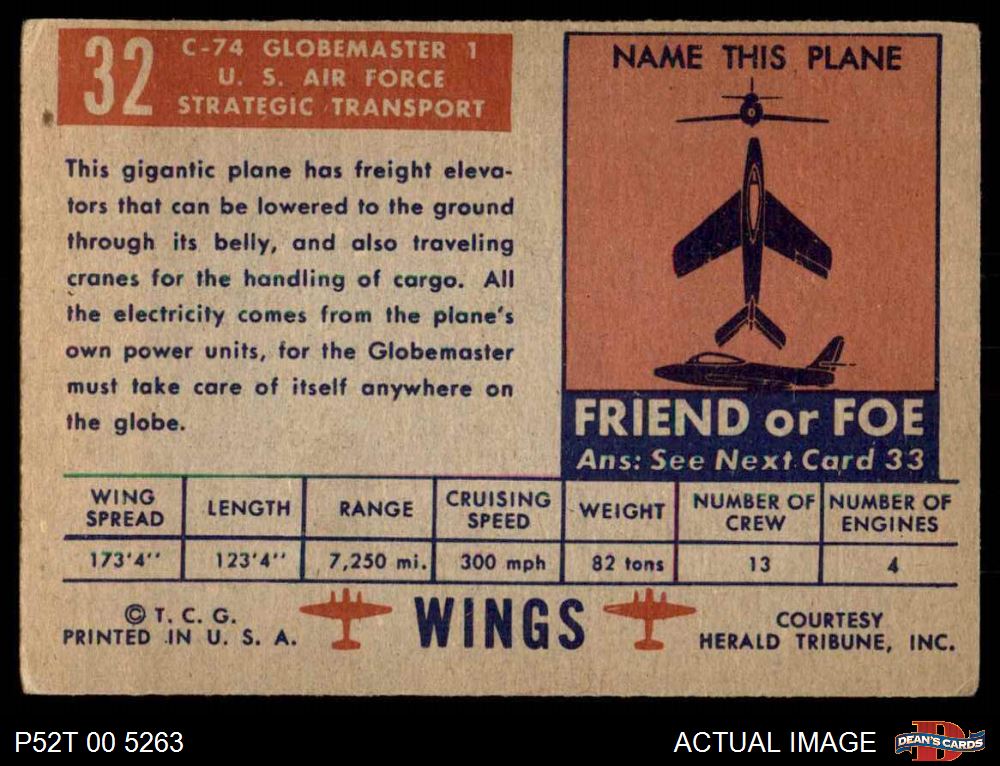 32
C-74 GLOBEMASTER 1
U. S. AIR FORCE
STRATEGIC TRANSPORT
This gigantic plane has freight eleva-
tors that can be lowered to the ground
through its belly, and also traveling
cranes for the handling of cargo. All
the electricity comes from the plane's
own power units, for the Globemaster
must take care of itself anywhere on
the globe.
NAME THIS PLANE
FRIEND or FOE
Ans: See Next Card 33
WING SPREAD LENGTH RANGE CRUISING SPEED WEIGHT NUMBER OF CREW NUMBER OF ENGINES
173'4'' 123'4'' 7,250 mi. 300 mph 82 tons 13 4
© T. C. G.
PRINTED IN U. S. A.
WINGS
COURTESY
HERALD TRIBUNE, INC.
P52T 00 5263
ACTUAL IMAGE
D
DEAN'S CARDS